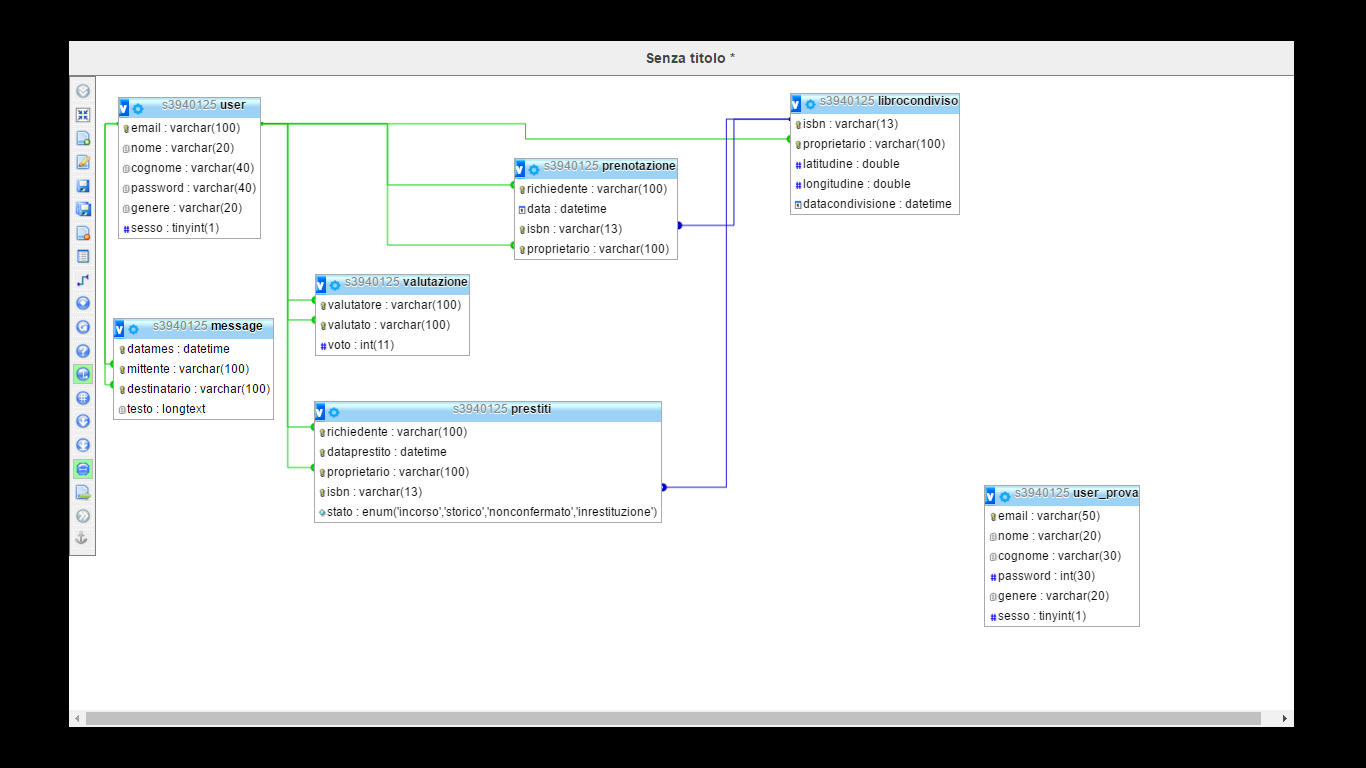 Senza titolo *
s3940125 user
email : varchar(100)
nome : varchar(20)
cognome : varchar(40)
password : varchar(40)
genere : varchar(20)
sesso : tinyint(1)
s3940125 librocondiviso
isbn : varchar(13)
proprietario : varchar(100)
latitudine : double
longitudine : double
datacondivisione : datetime
s3940125 prenotazione
richiedente : varchar(100)
data : datetime
isbn : varchar(13)
proprietario : varchar(100)
s3940125 valutazione
valutatore : varchar(100)
valutato : varchar(100)
voto : int(11)
s3940125 message
datames : datetime
mittente : varchar(100)
destinatario : varchar(100)
testo : longtext
s3940125 prestiti
richiedente : varchar(100)
dataprestito : datetime
proprietario : varchar(100)
isbn : varchar(13)
stato : enum('incorso','storico','nonconfermato','inrestituzione')
s3940125 user_prova
email : varchar(50)
nome : varchar(20)
cognome : varchar(30)
password : int(30)
genere : varchar(20)
sesso : tinyint(1)